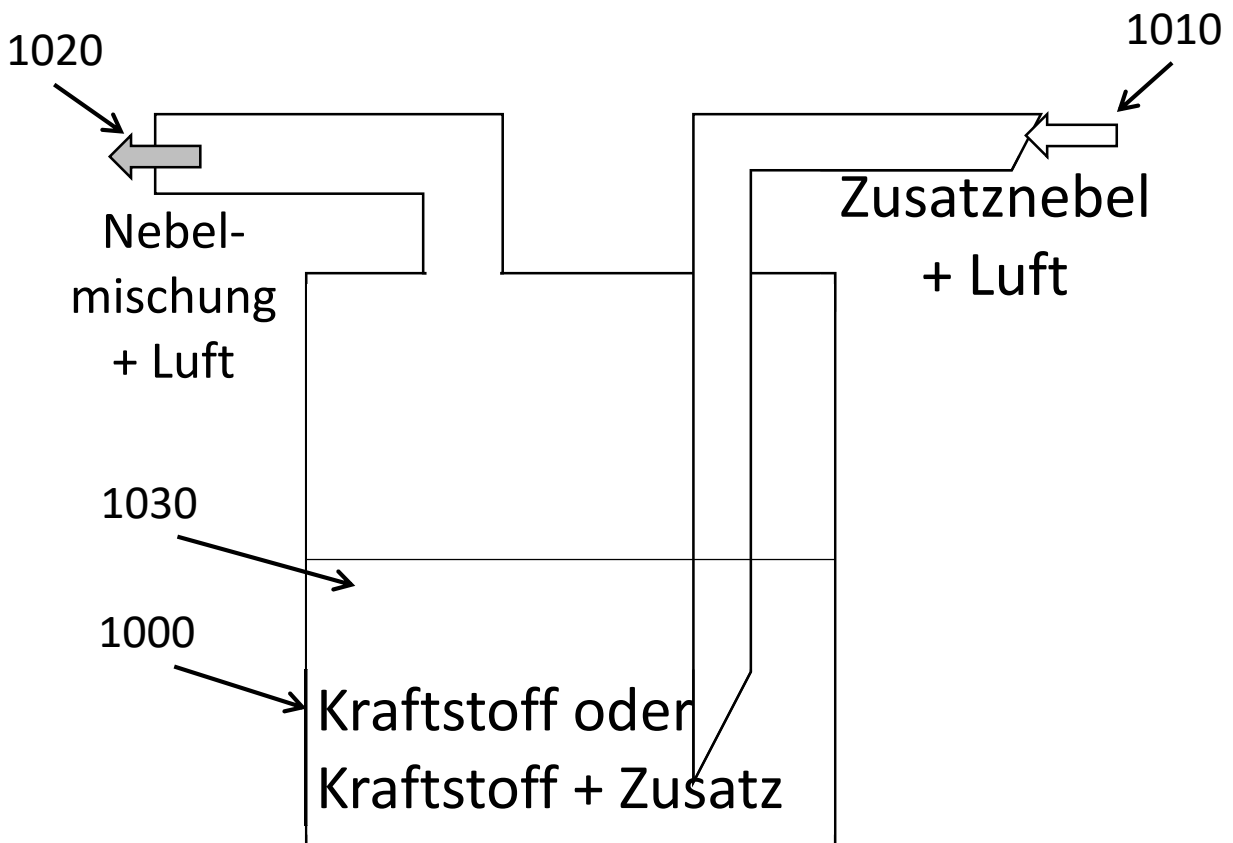 1010
1020
Zusatznebel
+ Luft
Nebel-
mischung
+ Luft
1030
1000
Kraftstoff oder
Kraftstoff + Zusatz